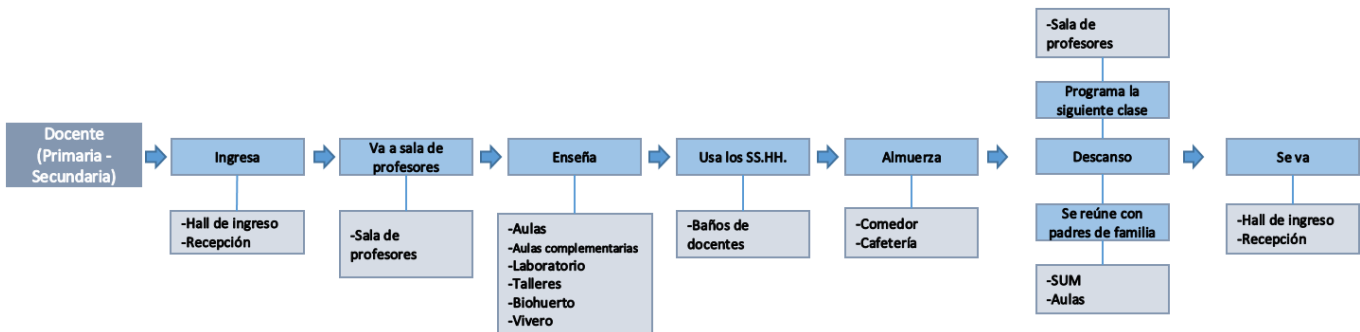 Docente
(Primaria -
Secundaria)
Ingresa
-Hall de ingreso
-Recepción
Va a sala de
profesores
-Sala de
profesores
Enseña
-Aulas
-Aulas complementarias
-Laboratorio
-Talleres
-Biohuerto
-Vivero
Usa los SS.HH.
-Baños de
docentes
Almuerza
-Comedor
-Cafetería
-Sala de
profesores
Programa la
siguiente clase
Descanso
Se reúne con
padres de familia
-SUM
-Aulas
Se va
-Hall de ingreso
-Recepción